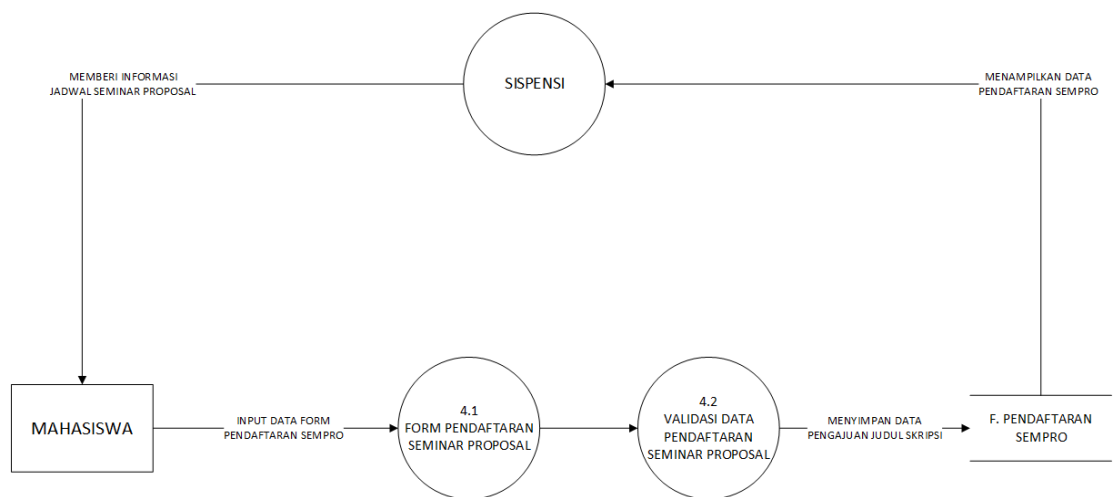 MEMBERI INFORMASI
JADWAL SEMINAR PROPOSAL
SISPENSI
MENAMPILKAN DATA
PENDAFTARAN SEMPRO
MAHASISWA
INPUT DATA FORM
PENDAFTARAN SEMPRO
4.1
FORM PENDAFTARAN
SEMINAR PROPOSAL
4.2
VALIDASI DATA
PENDAFTARAN
SEMINAR PROPOSAL
MENYIMPAN DATA
PENGAJUAN JUDUL SKRIPSI
F. PENDAFTARAN
SEMPRO